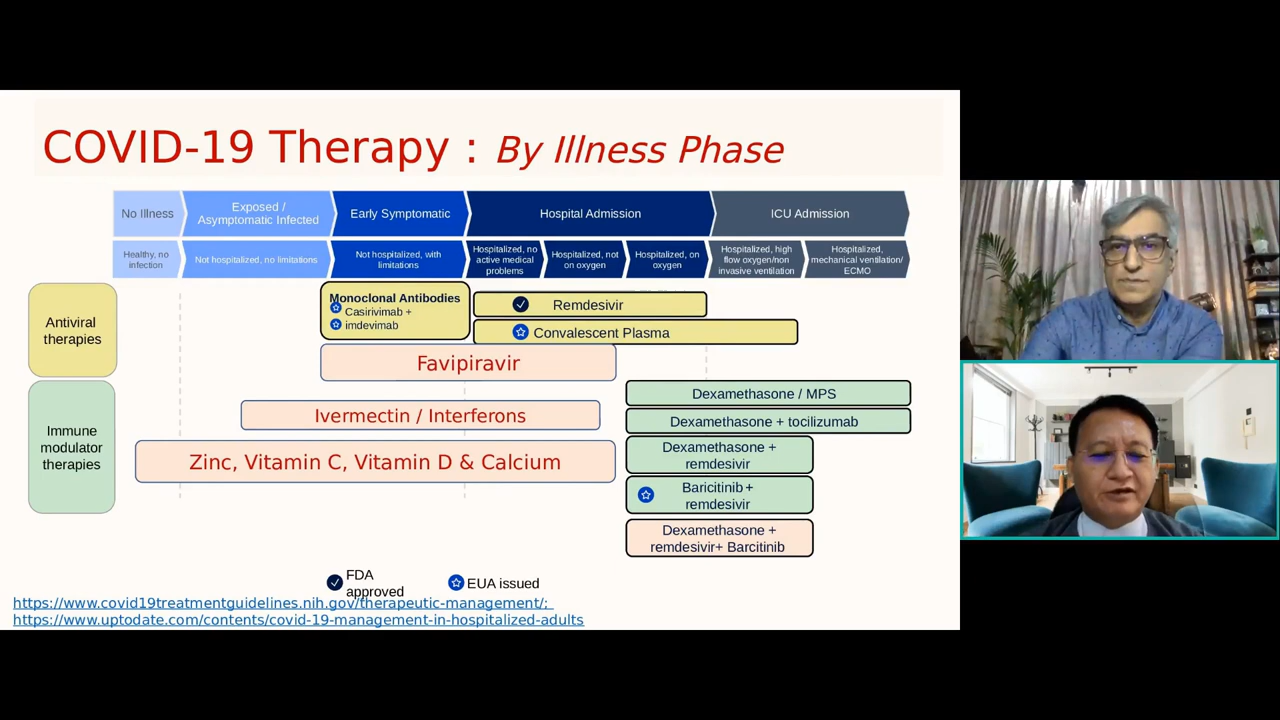 COVID-19 Therapy : By Illness Phase
No Illness
Exposed /
Asymptomatic Infected
Early Symptomatic
Hospital Admission
ICU Admission
Healthy, no
infection
Not hospitalized, no limitations
Not hospitalized, with
limitations
Hospitalized, no
active medical
problems
Hospitalized, not
on oxygen
Hospitalized, on
oxygen
Hospitalized, high
flow oxygen/non
invasive ventilation
Hospitalized,
mechanical ventilation/
ECMO
Antiviral
therapies
Monoclonal Antibodies
Casirivimab +
imdevimab
Remdesivir
Convalescent Plasma
Favipiravir
Immune
modulator
therapies
Ivermectin / Interferons
Zinc, Vitamin C, Vitamin D & Calcium
Dexamethasone / MPS
Dexamethasone + tocilizumab
Dexamethasone +
remdesivir
Baricitinib +
remdesivir
Dexamethasone +
remdesivir+ Barcitinib
FDA
approved
EUA issued
https://www.covid19treatmentguidelines.nih.gov/therapeutic-management/;
https://www.uptodate.com/contents/covid-19-management-in-hospitalized-adults